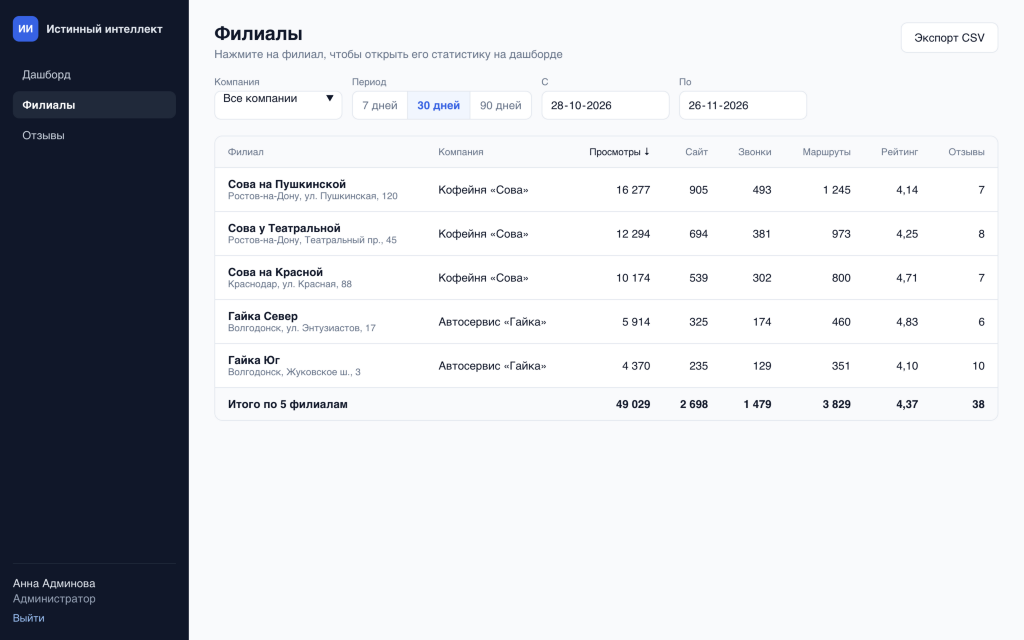 ИИ Истинный интеллект
Дашборд
Филиалы
Отзывы
Анна Админова
Администратор
Выйти
Филиалы
Нажмите на филиал, чтобы открыть его статистику на дашборде
Экспорт CSV
Компания Период С По
Все компании ▼ 7 дней 30 дней 90 дней 28-10-2026 26-11-2026
Филиал Компания Просмотры ↓ Сайт Звонки Маршруты Рейтинг Отзывы
Сова на Пушкинской
Ростов-на-Дону, ул. Пушкинская, 120
Кофейня «Сова» 16 277 905 493 1 245 4,14 7
Сова у Театральной
Ростов-на-Дону, Театральный пр., 45
Кофейня «Сова» 12 294 694 381 973 4,25 8
Сова на Красной
Краснодар, ул. Красная, 88
Кофейня «Сова» 10 174 539 302 800 4,71 7
Гайка Север
Волгодонск, ул. Энтузиастов, 17
Автосервис «Гайка» 5 914 325 174 460 4,83 6
Гайка Юг
Волгодонск, Жуковское ш., 3
Автосервис «Гайка» 4 370 235 129 351 4,10 10
Итого по 5 филиалам 49 029 2 698 1 479 3 829 4,37 38